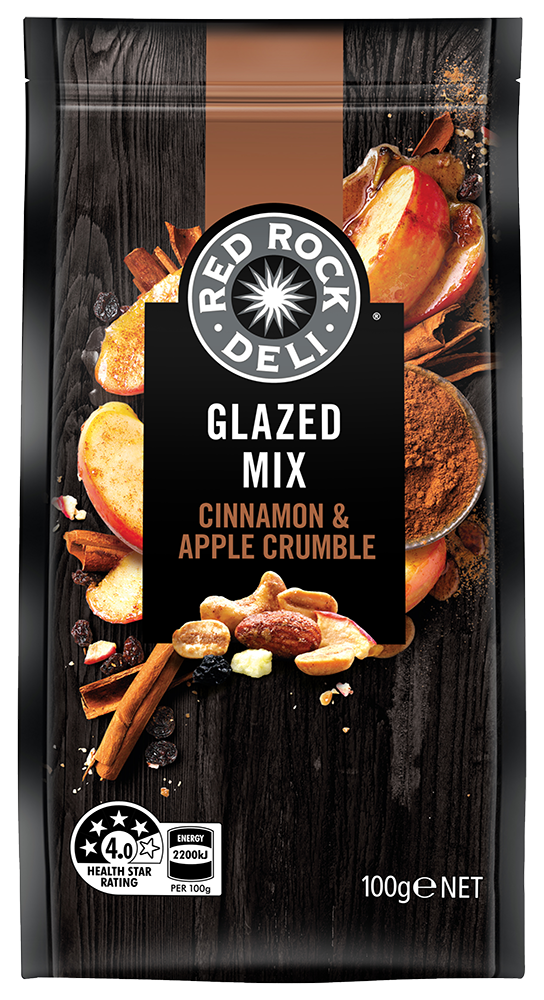 RED ROCK
DELI
®
GLAZED
MIX
CINNAMON &
APPLE CRUMBLE
4.0
HEALTH STAR
RATING
ENERGY
2200kJ
PER 100g
100g℮ NET